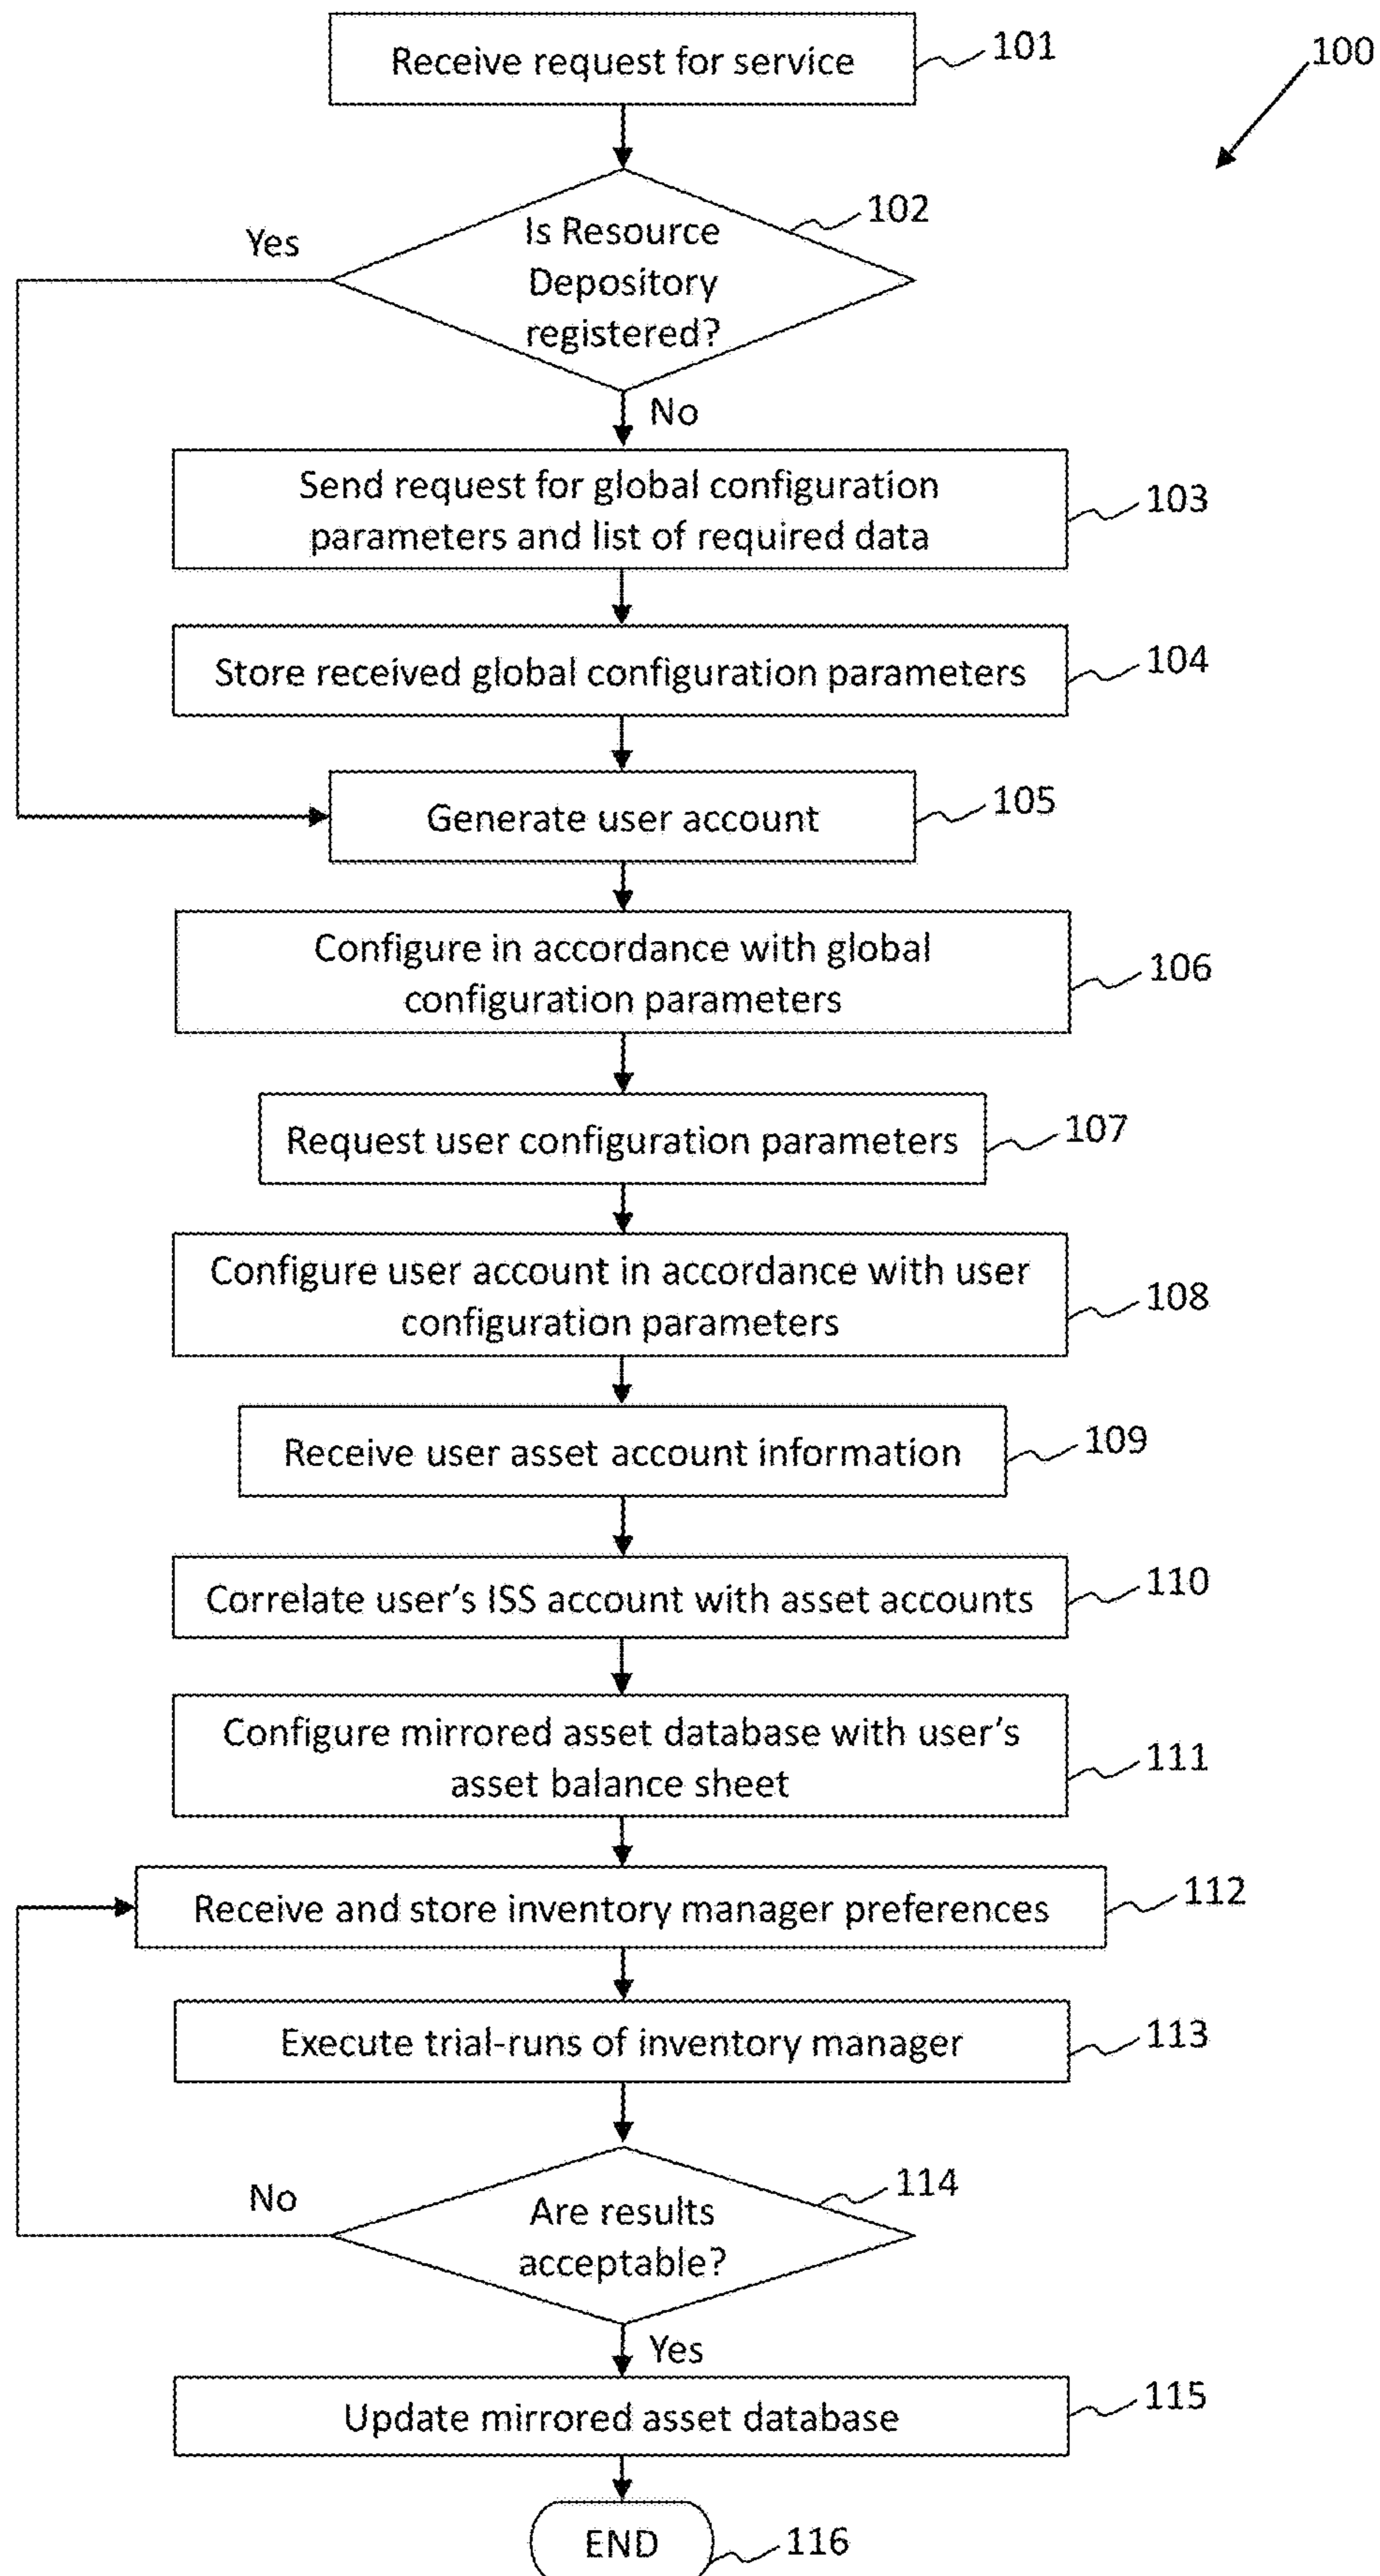 Receive request for service
101
100
102
Is Resource
Depository
registered?
Yes
No
Send request for global configuration
parameters and list of required data
103
Store received global configuration parameters
104
Generate user account
105
Configure in accordance with global
configuration parameters
106
Request user configuration parameters
107
Configure user account in accordance with user
configuration parameters
108
Receive user asset account information
109
Correlate user's ISS account with asset accounts
110
Configure mirrored asset database with user's
asset balance sheet
111
Receive and store inventory manager preferences
112
Execute trial-runs of inventory manager
113
114
No
Are results
acceptable?
Yes
Update mirrored asset database
115
END
116